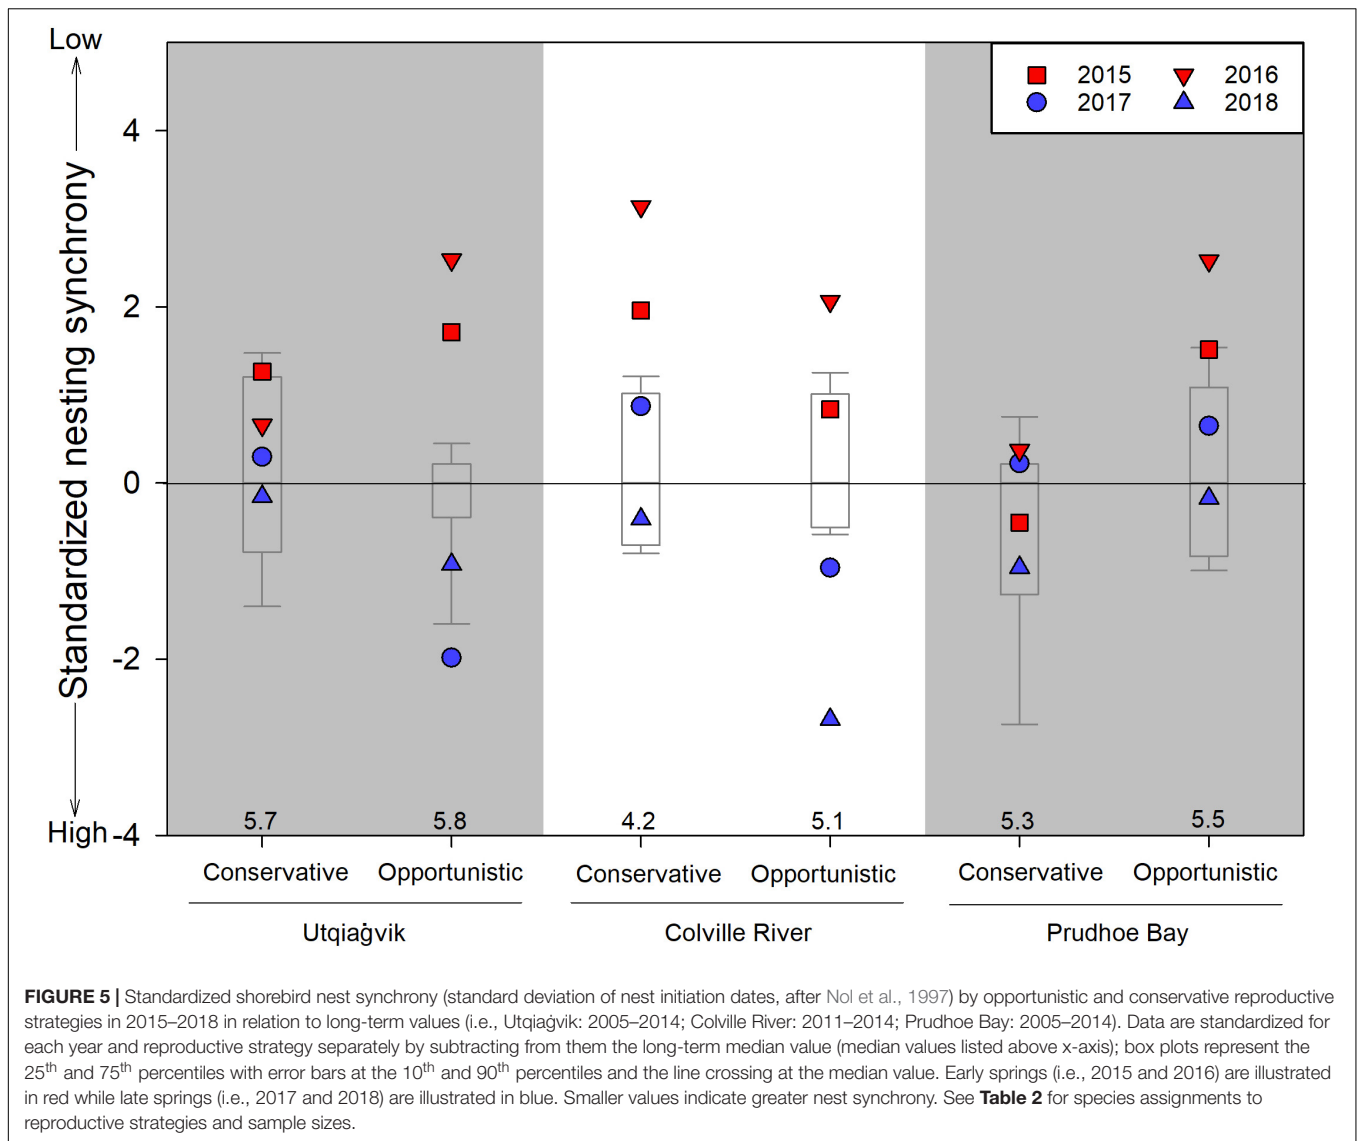 Low
2015
2016
2017
2018
4
2
0
-2
-4
High
Standardized nesting synchrony
5.7
5.8
4.2
5.1
5.3
5.5
Conservative
Opportunistic
Conservative
Opportunistic
Conservative
Opportunistic
Utqiaġvik
Colville River
Prudhoe Bay
FIGURE 5 | Standardized shorebird nest synchrony (standard deviation of nest initiation dates, after Nol et al., 1997) by opportunistic and conservative reproductive
strategies in 2015–2018 in relation to long-term values (i.e., Utqiaġvik: 2005–2014; Colville River: 2011–2014; Prudhoe Bay: 2005–2014). Data are standardized for
each year and reproductive strategy separately by subtracting from them the long-term median value (median values listed above x-axis); box plots represent the
25th and 75th percentiles with error bars at the 10th and 90th percentiles and the line crossing at the median value. Early springs (i.e., 2015 and 2016) are illustrated
in red while late springs (i.e., 2017 and 2018) are illustrated in blue. Smaller values indicate greater nest synchrony. See Table 2 for species assignments to
reproductive strategies and sample sizes.